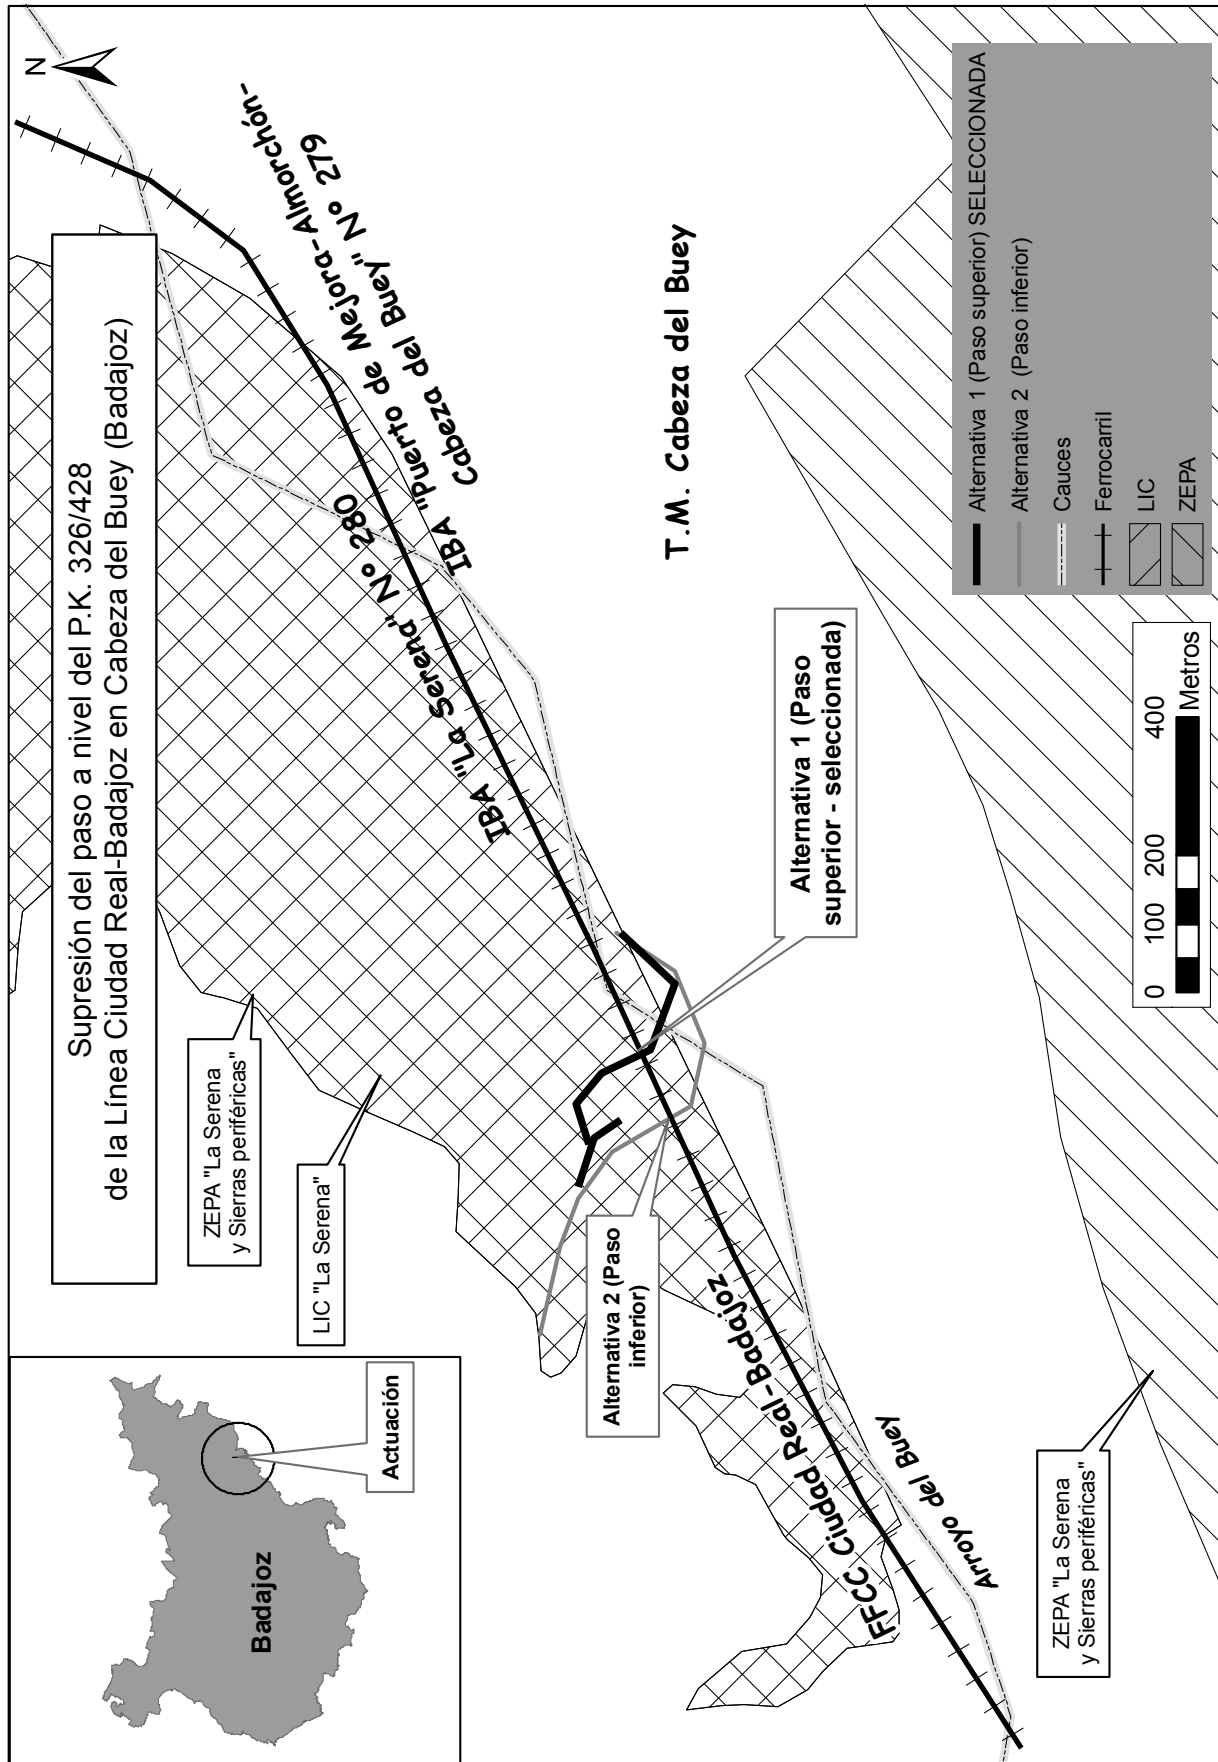 Supresión del paso a nivel del P.K. 326/428
de la Línea Ciudad Real-Badajoz en Cabeza del Buey (Badajoz)
N
Badajoz
Actuación
ZEPA "La Serena
y Sierras periféricas"
LIC "La Serena"
IBA "La Serena" Nº 280
IBA "Puerto de Mejora-Almorchón-
Cabeza del Buey" Nº 279
Alternativa 2 (Paso
inferior)
T.M. Cabeza del Buey
Alternativa 1 (Paso
superior - seleccionada)
FFCC Ciudad Real-Badajoz
Arroyo del Buey
ZEPA "La Serena
y Sierras periféricas"
0 100 200 400
Metros
Alternativa 1 (Paso superior) SELECCIONADA
Alternativa 2 (Paso inferior)
Cauces
Ferrocarril
LIC
ZEPA